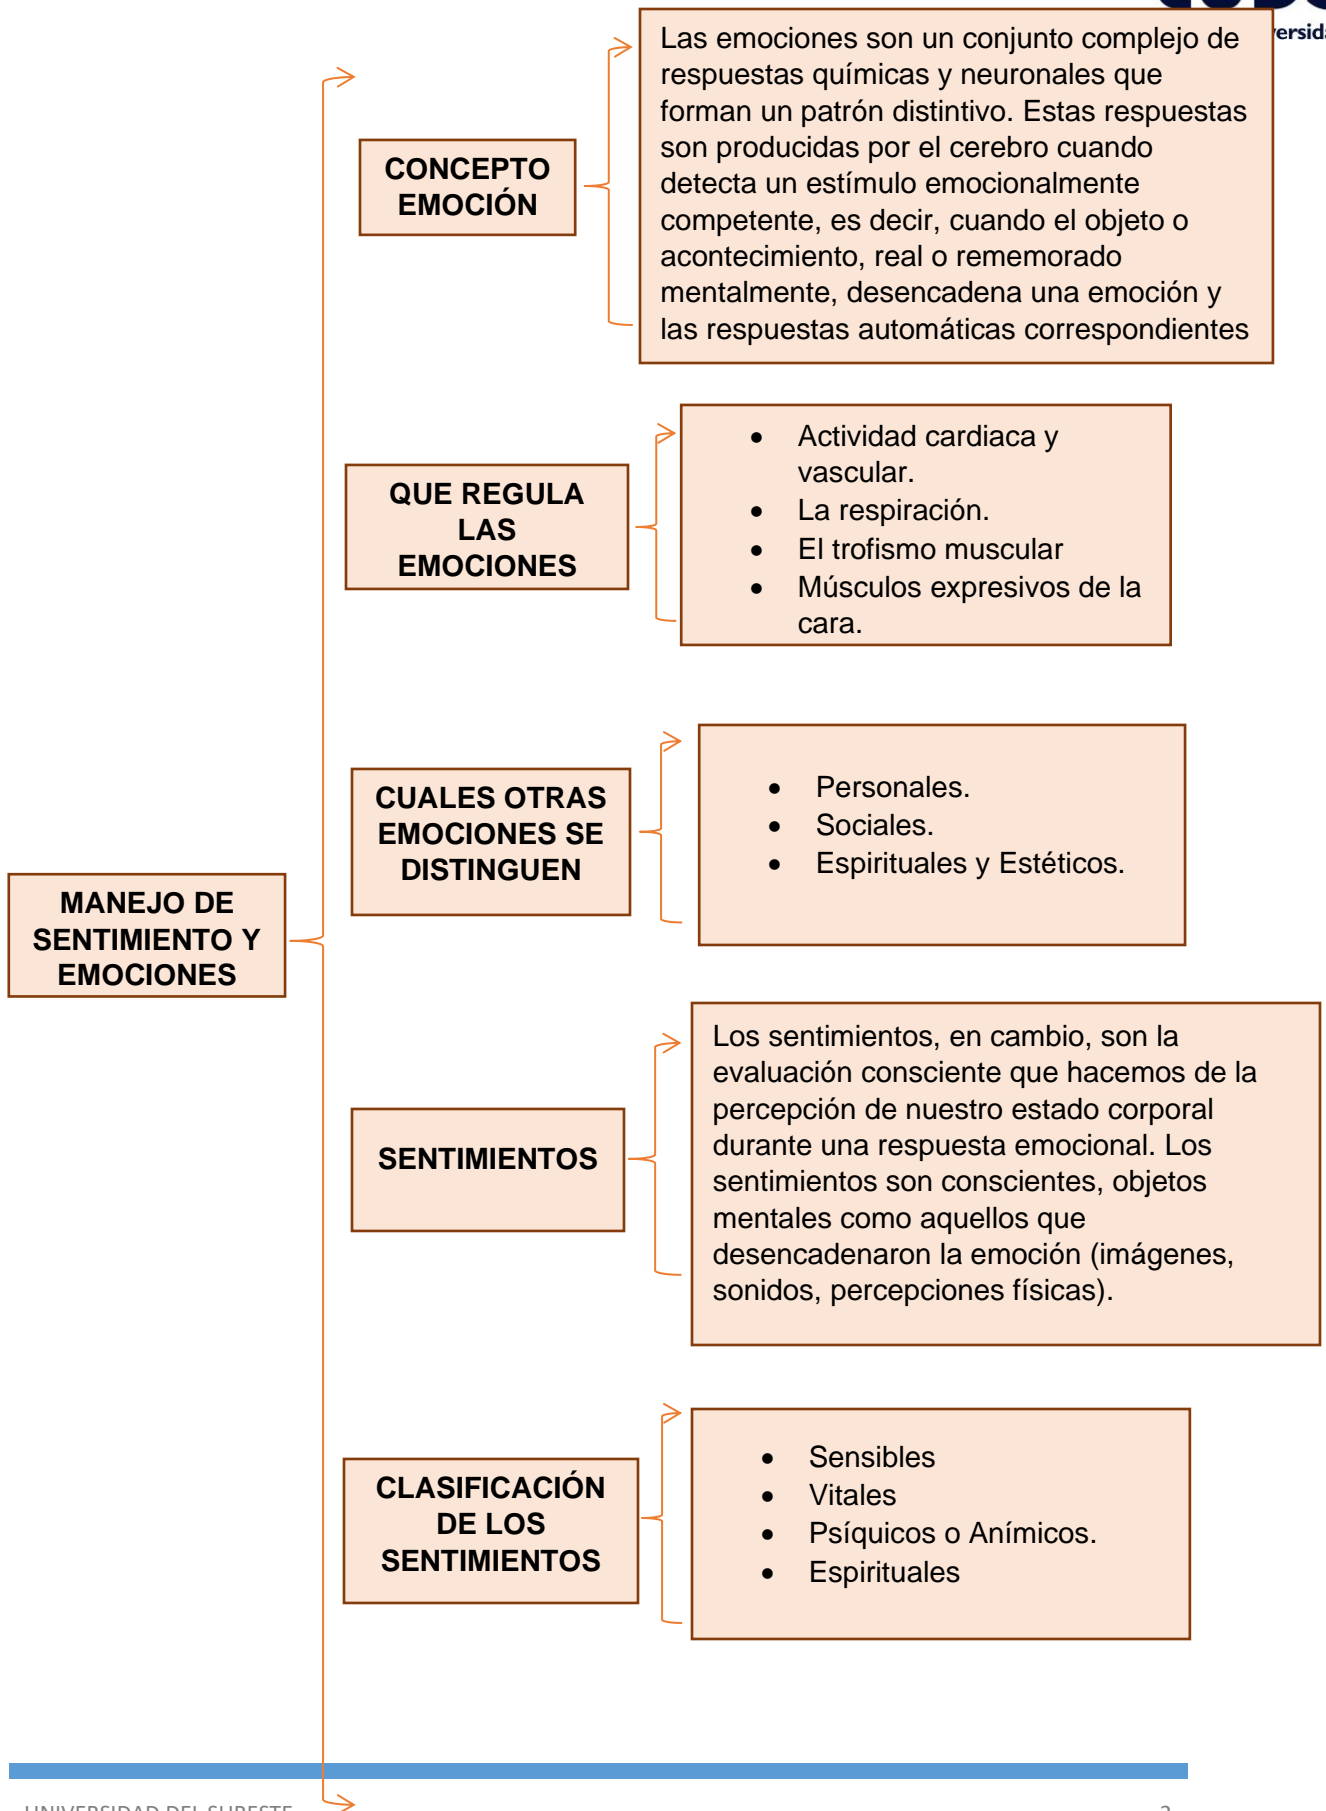 ersida
Las emociones son un conjunto complejo de
respuestas químicas y neuronales que
forman un patrón distintivo. Estas respuestas
son producidas por el cerebro cuando
detecta un estímulo emocionalmente
competente, es decir, cuando el objeto o
acontecimiento, real o rememorado
mentalmente, desencadena una emoción y
las respuestas automáticas correspondientes
CONCEPTO
EMOCIÓN
QUE REGULA
LAS
EMOCIONES
• Actividad cardiaca y
vascular.
• La respiración.
• El trofismo muscular
• Músculos expresivos de la
cara.
CUALES OTRAS
EMOCIONES SE
DISTINGUEN
• Personales.
• Sociales.
• Espirituales y Estéticos.
MANEJO DE
SENTIMIENTO Y
EMOCIONES
SENTIMIENTOS
Los sentimientos, en cambio, son la
evaluación consciente que hacemos de la
percepción de nuestro estado corporal
durante una respuesta emocional. Los
sentimientos son conscientes, objetos
mentales como aquellos que
desencadenaron la emoción (imágenes,
sonidos, percepciones físicas).
CLASIFICACIÓN
DE LOS
SENTIMIENTOS
• Sensibles
• Vitales
• Psíquicos o Anímicos.
• Espirituales
UNIVERSIDAD DEL SURESTE